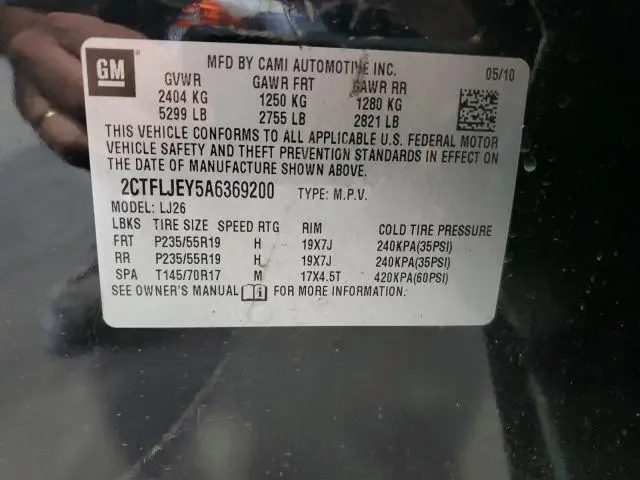 GM
MFD BY CAMI AUTOMOTIVE INC.
05/10
GVWR GAWR FRT GAWR RR
2404 KG 1250 KG 1280 KG
5299 LB 2755 LB 2821 LB
THIS VEHICLE CONFORMS TO ALL APPLICABLE U.S. FEDERAL MOTOR
VEHICLE SAFETY AND THEFT PREVENTION STANDARDS IN EFFECT ON
THE DATE OF MANUFACTURE SHOWN ABOVE.
2CTFLJEY5A6369200 TYPE: M.P.V.
MODEL: LJ26
LBKS TIRE SIZE SPEED RTG RIM COLD TIRE PRESSURE
FRT P235/55R19 H 19X7J 240KPA(35PSI)
RR P235/55R19 H 19X7J 240KPA(35PSI)
SPA T145/70R17 M 17X4.5T 420KPA(60PSI)
SEE OWNER'S MANUAL FOR MORE INFORMATION.